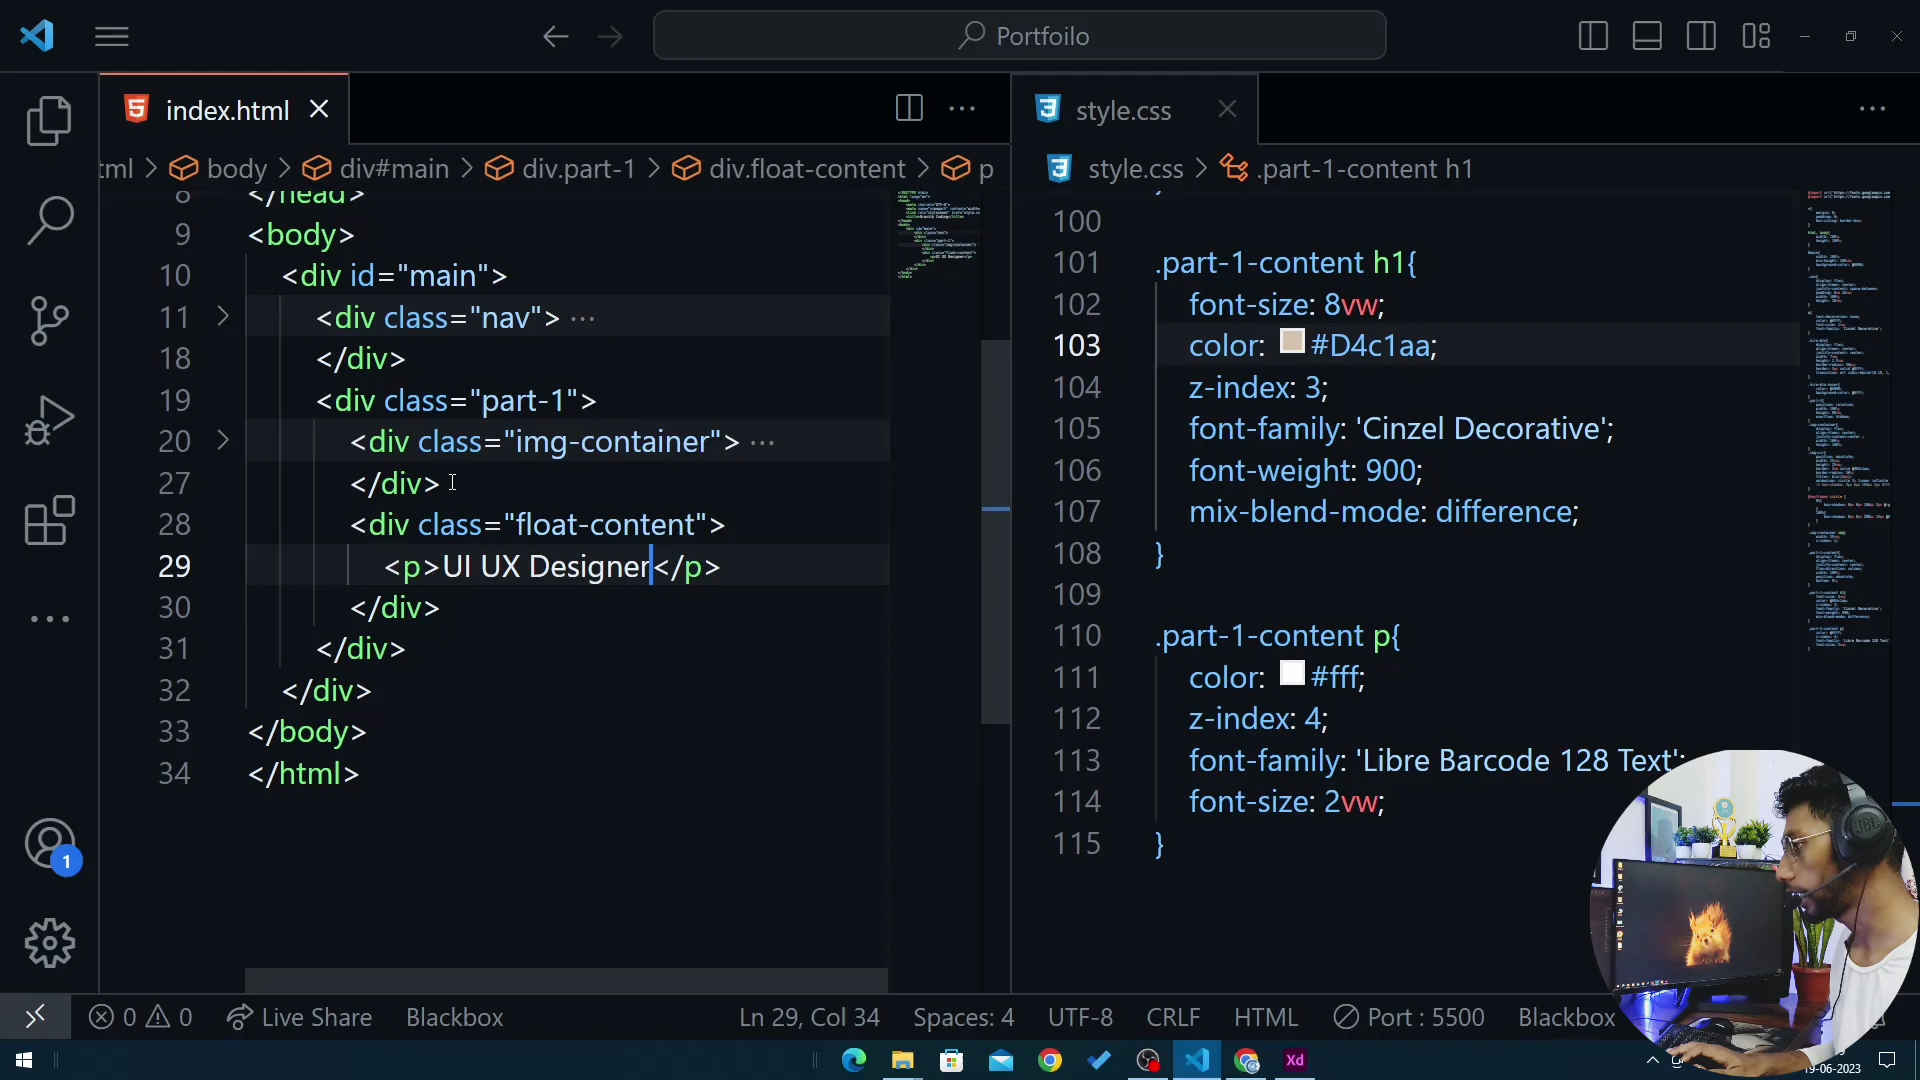 Portfoilo
index.html
style.css
tml > body > div#main > div.part-1 > div.float-content > p
style.css > .part-1-content h1
8 </head>
9 <body>
10 <div id="main">
11 <div class="nav"> ...
18 </div>
19 <div class="part-1">
20 <div class="img-container"> ...
27 </div>
28 <div class="float-content">
29 <p>UI UX Designer</p>
30 </div>
31 </div>
32 </div>
33 </body>
34 </html>
100
101 .part-1-content h1{
102 font-size: 8vw;
103 color: #D4c1aa;
104 z-index: 3;
105 font-family: 'Cinzel Decorative';
106 font-weight: 900;
107 mix-blend-mode: difference;
108 }
109
110 .part-1-content p{
111 color: #fff;
112 z-index: 4;
113 font-family: 'Libre Barcode 128 Text';
114 font-size: 2vw;
115 }
1
0 0 Live Share Blackbox Ln 29, Col 34 Spaces: 4 UTF-8 CRLF HTML Port : 5500 Blackbox
Xd
19-06-2023
JBL